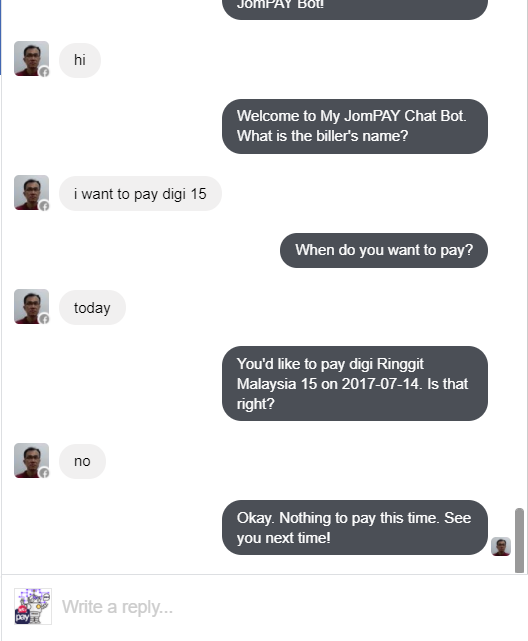 JomPAY Bot!
hi
Welcome to My JomPAY Chat Bot.
What is the biller's name?
i want to pay digi 15
When do you want to pay?
today
You'd like to pay digi Ringgit
Malaysia 15 on 2017-07-14. Is that
right?
no
Okay. Nothing to pay this time. See
you next time!
pay
Write a reply...